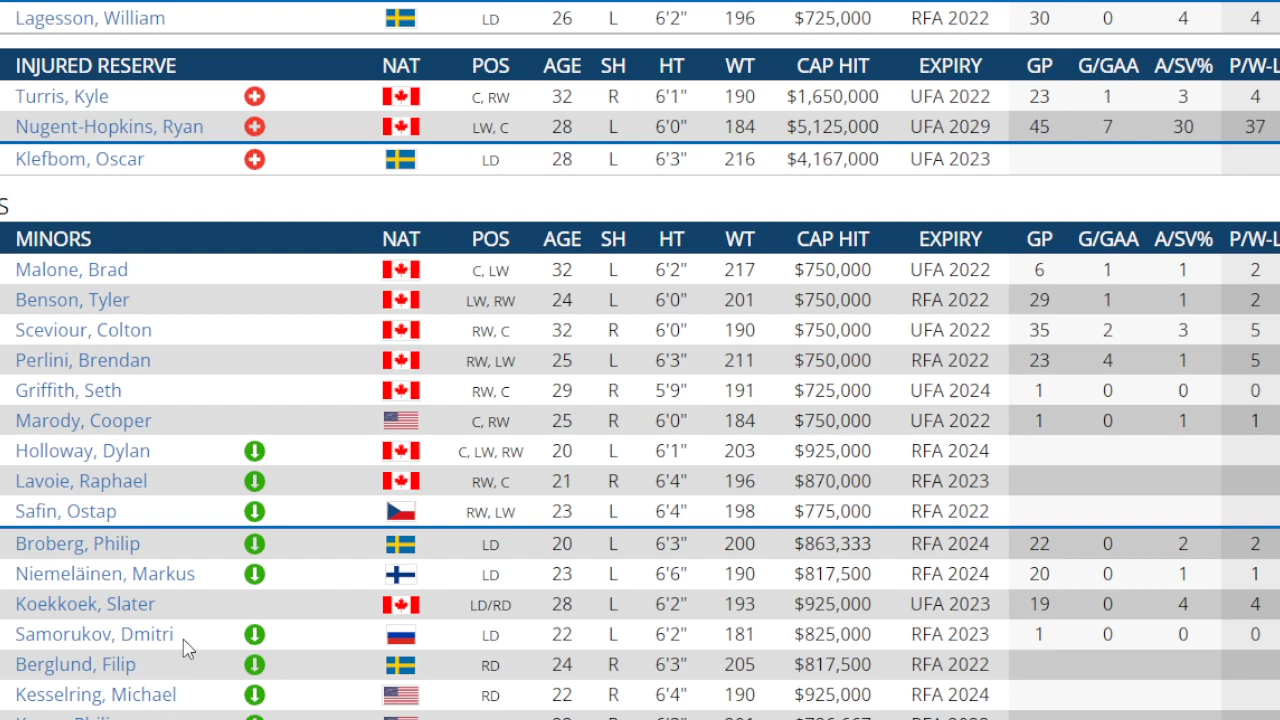 Lagesson, William LD 26 L 6'2" 196 $725,000 RFA 2022 30 0 4 4
INJURED RESERVE NAT POS AGE SH HT WT CAP HIT EXPIRY GP G/GAA A/SV% P/W-L
Turris, Kyle C, RW 32 R 6'1" 190 $1,650,000 UFA 2022 23 1 3 4
Nugent-Hopkins, Ryan LW, C 28 L 6'0" 184 $5,125,000 UFA 2029 45 7 30 37
Klefbom, Oscar LD 28 L 6'3" 216 $4,167,000 UFA 2023
S
MINORS NAT POS AGE SH HT WT CAP HIT EXPIRY GP G/GAA A/SV% P/W-L
Malone, Brad C, LW 32 L 6'2" 217 $750,000 UFA 2022 6 1 1 2
Benson, Tyler LW, RW 24 L 6'0" 201 $750,000 RFA 2022 29 1 1 2
Sceviour, Colton RW, C 32 R 6'0" 190 $750,000 UFA 2022 35 2 3 5
Perlini, Brendan RW, LW 25 L 6'3" 211 $750,000 RFA 2022 23 4 1 5
Griffith, Seth RW, C 29 R 5'9" 191 $725,000 UFA 2024 1 0 0 0
Marody, Cooper C, RW 25 R 6'0" 184 $750,000 UFA 2022 1 0 1 1
Holloway, Dylan C, LW, RW 20 L 6'1" 203 $925,000 RFA 2024
Lavoie, Raphael RW, C 21 R 6'4" 196 $870,000 RFA 2023
Safin, Ostap RW, LW 23 L 6'4" 198 $775,000 RFA 2022
Broberg, Philip LD 20 L 6'3" 200 $863,333 RFA 2024 22 0 2 2
Niemeläinen, Markus LD 23 L 6'6" 190 $817,500 RFA 2024 20 0 1 1
Koekkoek, Slater LD/RD 28 L 6'2" 193 $925,000 UFA 2023 19 0 4 4
Samorukov, Dmitri LD 22 L 6'2" 181 $825,000 RFA 2023 1 0 0 0
Berglund, Filip RD 24 R 6'3" 205 $817,500 RFA 2022
Kesselring, Michael RD 22 R 6'4" 190 $925,000 RFA 2024